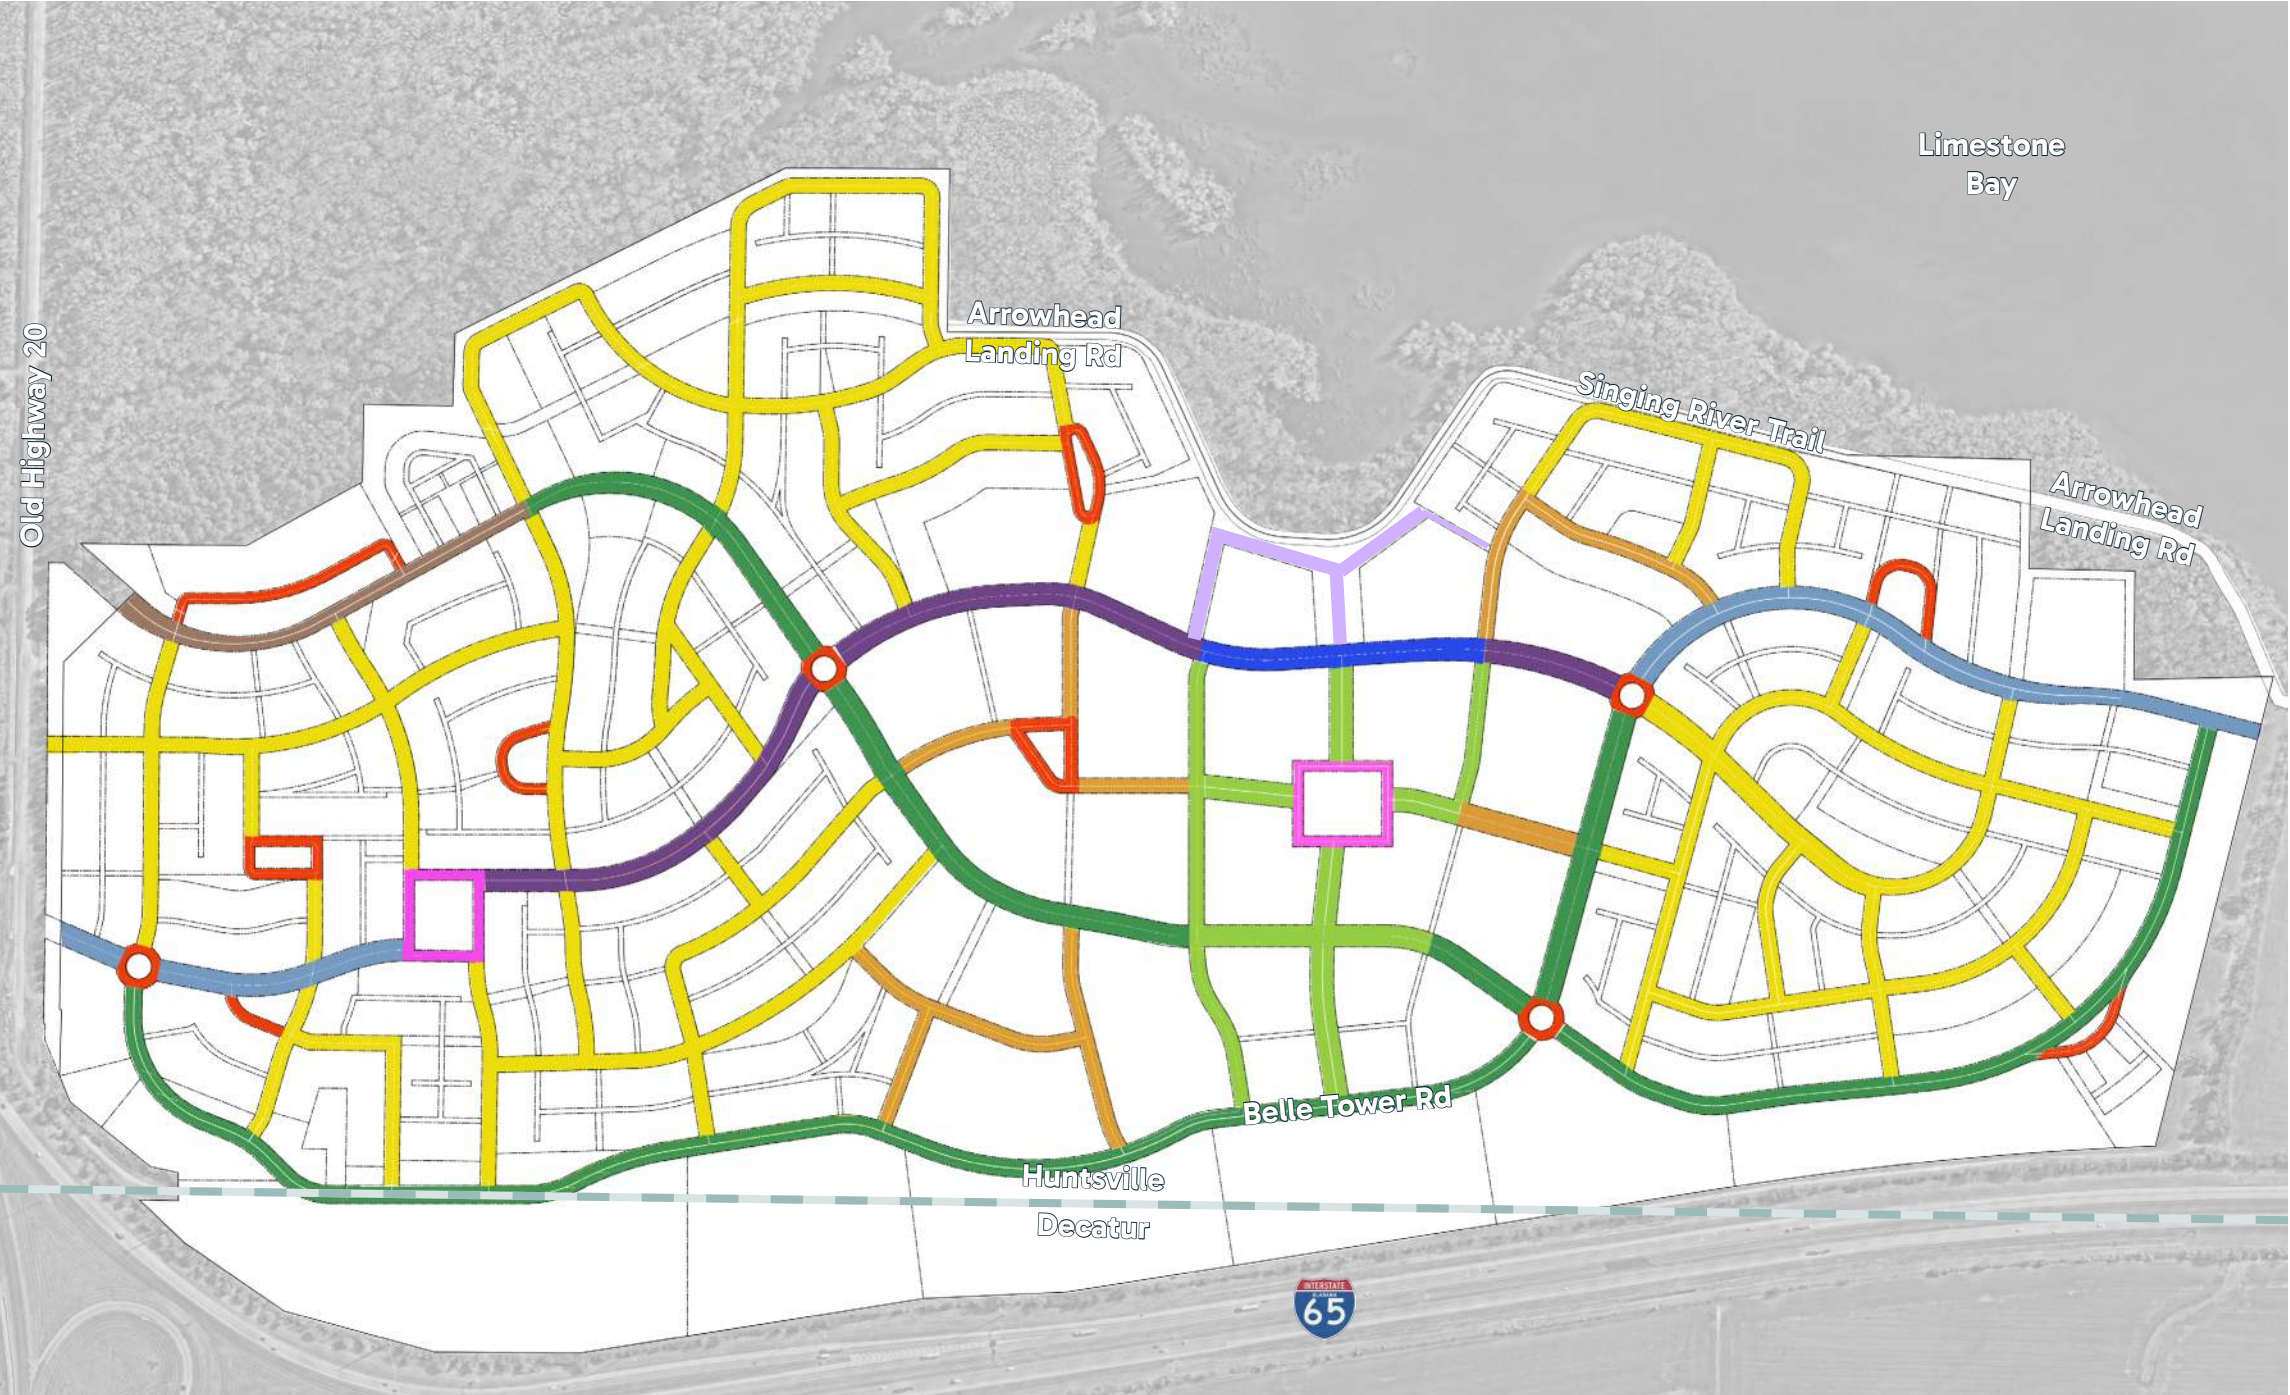 Limestone
Bay
Arrowhead
Landing Rd
Old Highway 20
Singing River Trail
Arrowhead
Landing Rd
Belle Tower Rd
Huntsville
Decatur
INTERSTATE
ALABAMA
65